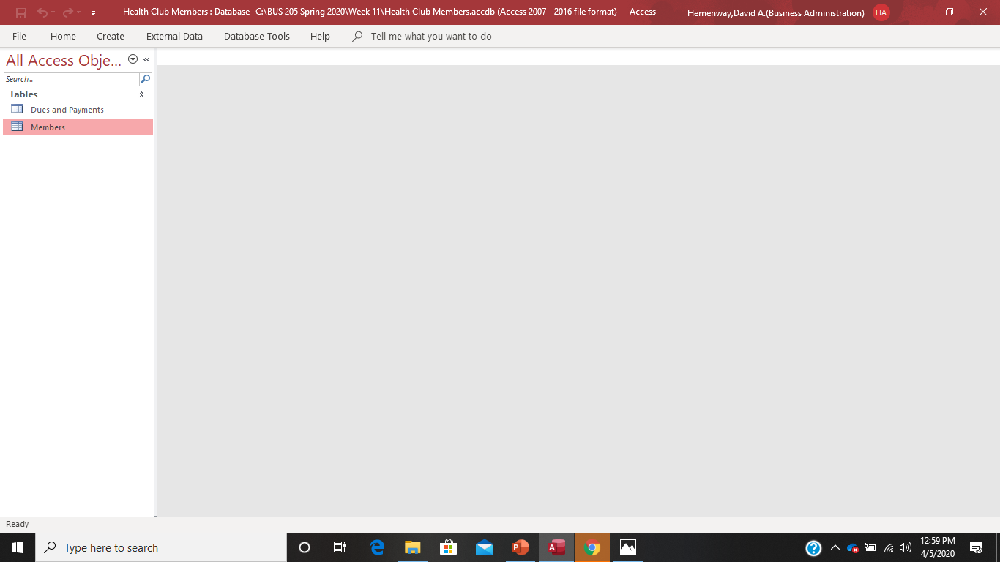 Health Club Members : Database- C:\BUS 205 Spring 2020\Week 11\Health Club Members.accdb (Access 2007 - 2016 file format) - Access
Hemenway,David A.(Business Administration) HA
File Home Create External Data Database Tools Help Tell me what you want to do
All Access Obje...
Search...
Tables
Dues and Payments
Members
Ready
Type here to search
P
A
12:59 PM
4/5/2020